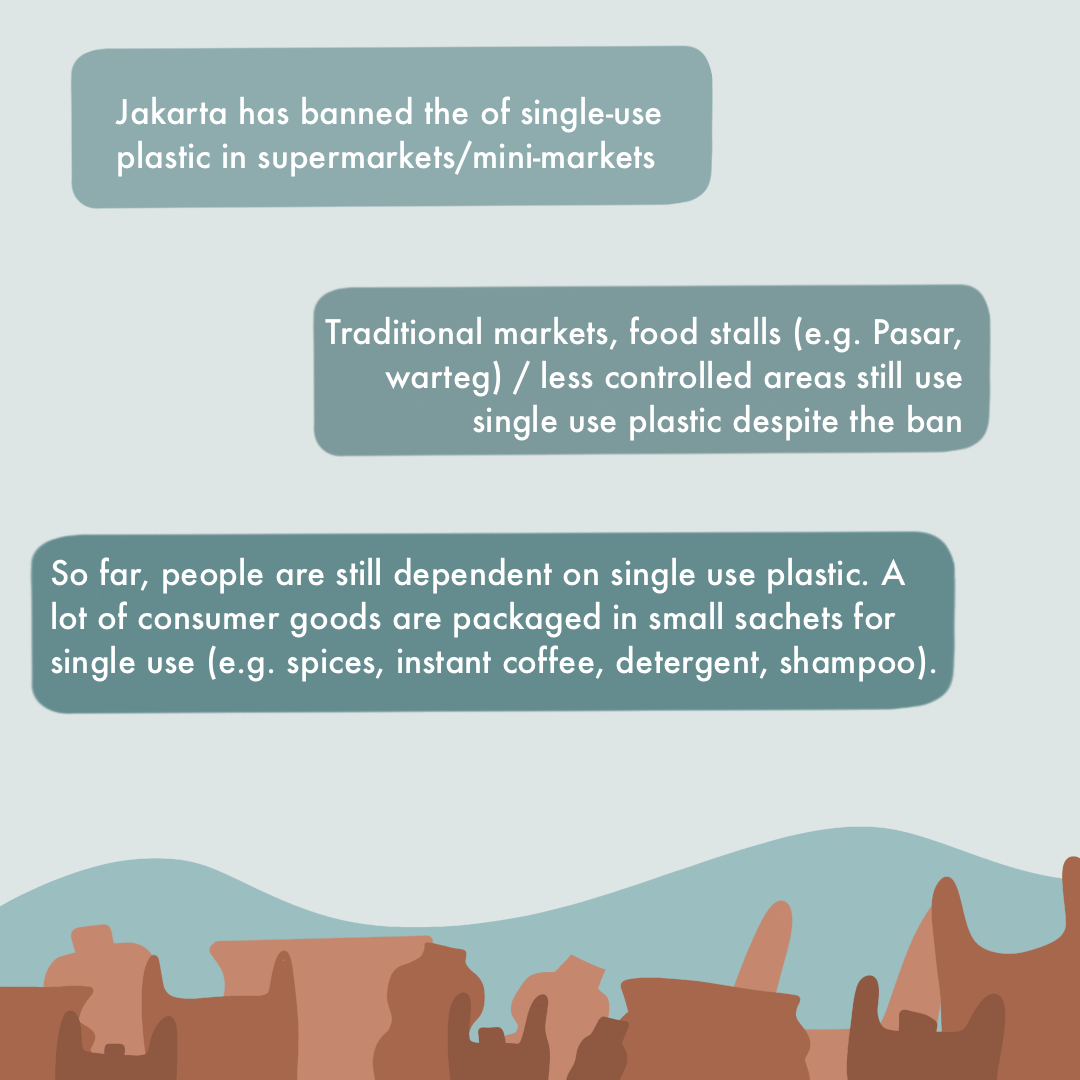 Jakarta has banned the of single-use
plastic in supermarkets/mini-markets
Traditional markets, food stalls (e.g. Pasar,
warteg) / less controlled areas still use
single use plastic despite the ban
So far, people are still dependent on single use plastic. A
lot of consumer goods are packaged in small sachets for
single use (e.g. spices, instant coffee, detergent, shampoo).